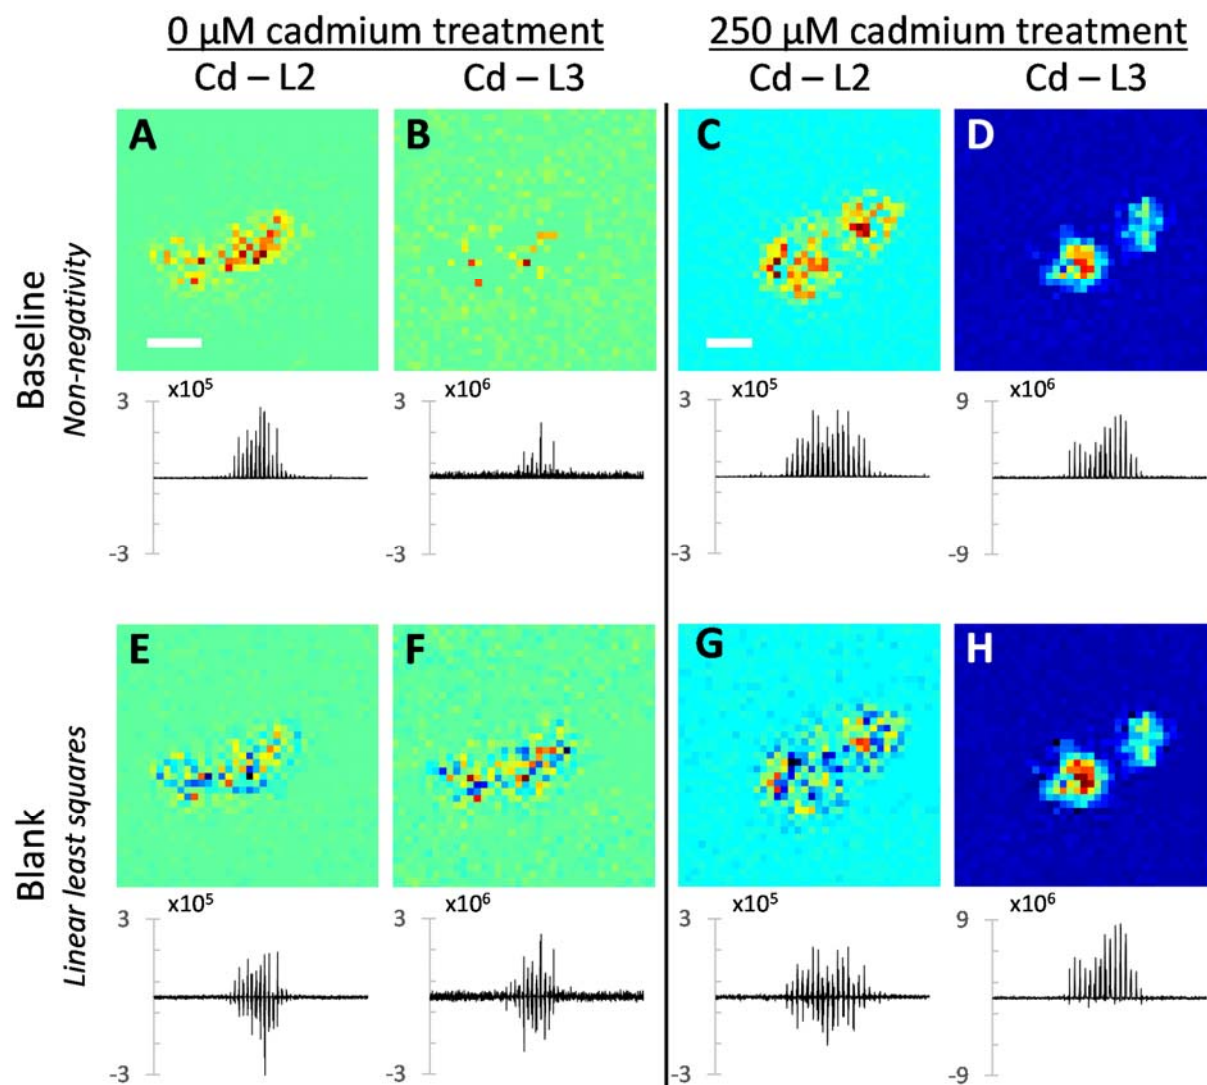 0 μM cadmium treatment
250 μM cadmium treatment
Cd – L2
Cd – L3
Cd – L2
Cd – L3
Baseline
Non-negativity
A
B
C
D
x10⁵
x10⁶
x10⁵
x10⁶
3
3
3
9
-3
-3
-3
-9
Blank
Linear least squares
E
F
G
H
x10⁵
x10⁶
x10⁵
x10⁶
3
3
3
9
-3
-3
-3
-9